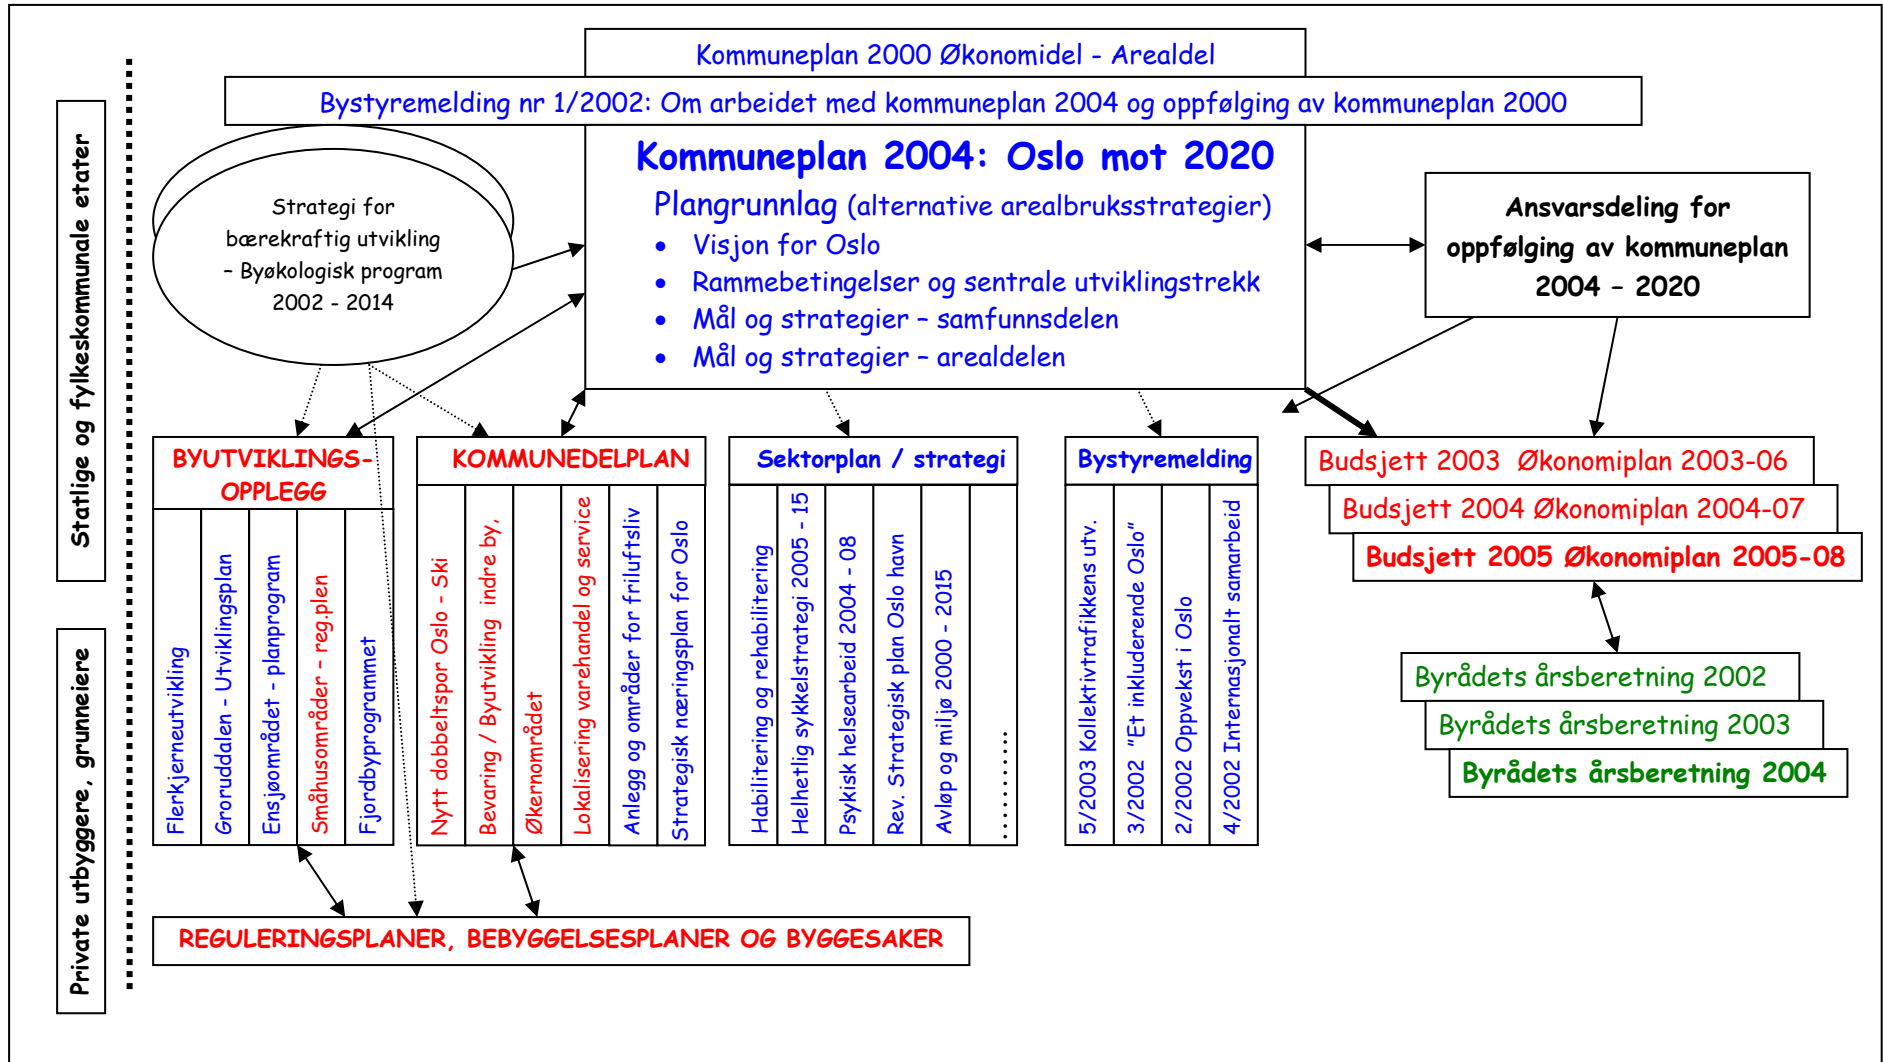 Kommuneplan 2000 Økonomidel - Arealdel
Bystyremelding nr 1/2002: Om arbeidet med kommuneplan 2004 og oppfølging av kommuneplan 2000
Kommuneplan 2004: Oslo mot 2020
Plangrunnlag (alternative arealbruksstrategier)
• Visjon for Oslo
• Rammebetingelser og sentrale utviklingstrekk
• Mål og strategier – samfunnsdelen
• Mål og strategier – arealdelen
Statlige og fylkeskommunale etater
Private utbyggere, grunneiere
Strategi for
bærekraftig utvikling
– Byøkologisk program
2002 - 2014
Ansvarsdeling for
oppfølging av kommuneplan
2004 – 2020
BYUTVIKLINGS-
OPPLEGG
Flerkjerneutvikling
Groruddalen - Utviklingsplan
Ensjøområdet - planprogram
Småhusområder – reg.plen
Fjordbyprogrammet
KOMMUNEDELPLAN
Nytt dobbeltspor Oslo - Ski
Bevaring / Byutvikling indre by,
Økernområdet
Lokalisering varehandel og service
Anlegg og områder for friluftsliv
Strategisk næringsplan for Oslo
Sektorplan / strategi
Habilitering og rehabilitering
Helhetlig sykkelstrategi 2005 - 15
Psykisk helsearbeid 2004 - 08
Rev. Strategisk plan Oslo havn
Avløp og miljø 2000 - 2015
...........
Bystyremelding
5/2003 Kollektivtrafikkens utv.
3/2002 "Et inkluderende Oslo"
2/2002 Oppvekst i Oslo
4/2002 Internasjonalt samarbeid
Budsjett 2003 Økonomiplan 2003-06
Budsjett 2004 Økonomiplan 2004-07
Budsjett 2005 Økonomiplan 2005-08
Byrådets årsberetning 2002
Byrådets årsberetning 2003
Byrådets årsberetning 2004
REGULERINGSPLANER, BEBYGGELSESPLANER OG BYGGESAKER